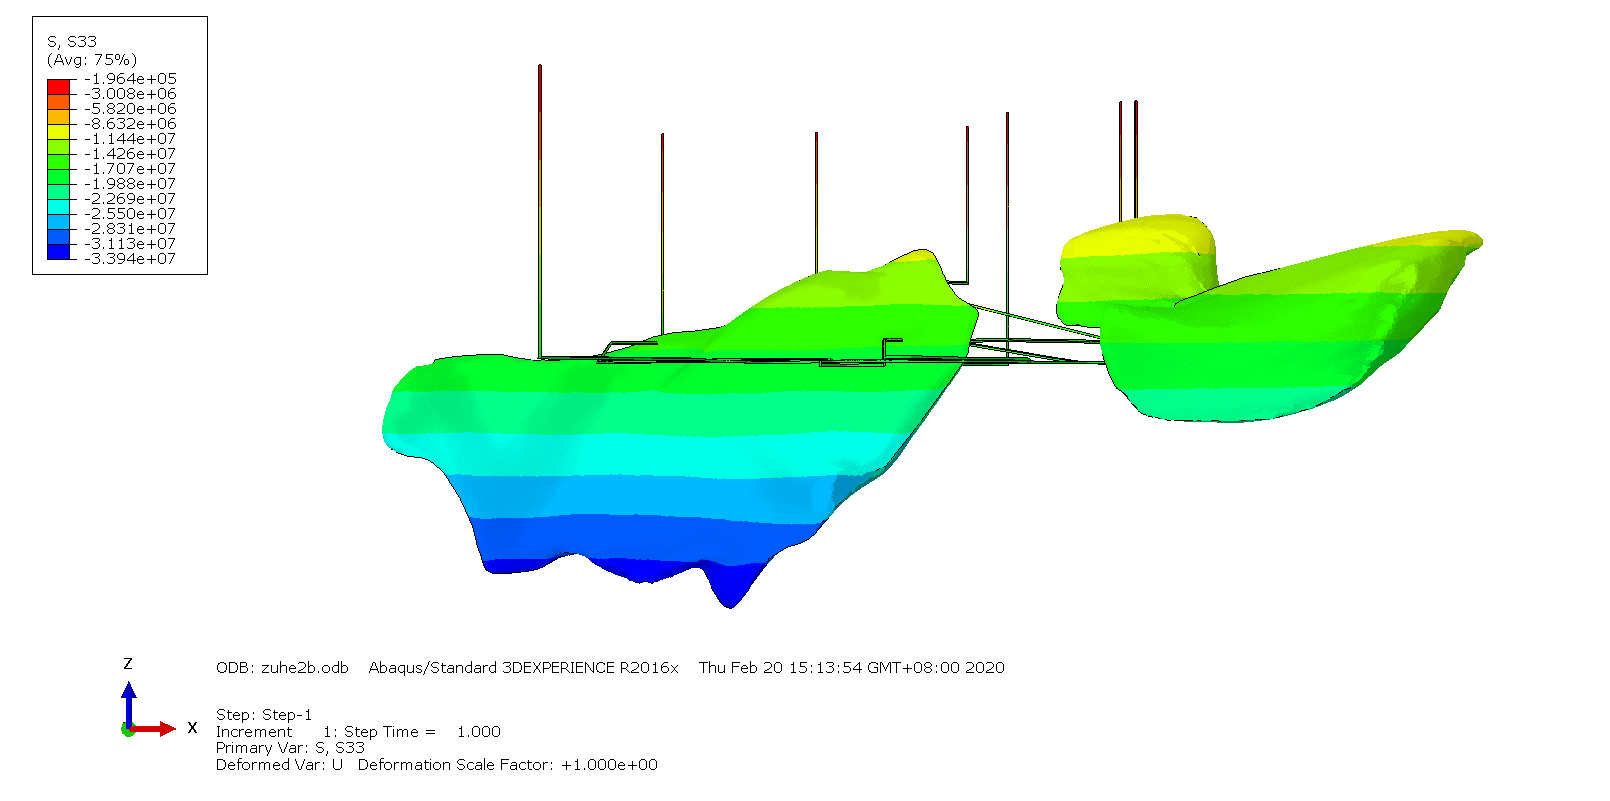 S, S33
(Avg: 75%)
-1.964e+05
-3.008e+06
-5.820e+06
-8.632e+06
-1.144e+07
-1.426e+07
-1.707e+07
-1.988e+07
-2.269e+07
-2.550e+07
-2.831e+07
-3.113e+07
-3.394e+07
Z
X
ODB: zuhe2b.odb    Abaqus/Standard 3DEXPERIENCE R2016x    Thu Feb 20 15:13:54 GMT+08:00 2020
Step: Step-1
Increment      1: Step Time =    1.000
Primary Var: S, S33
Deformed Var: U   Deformation Scale Factor: +1.000e+00